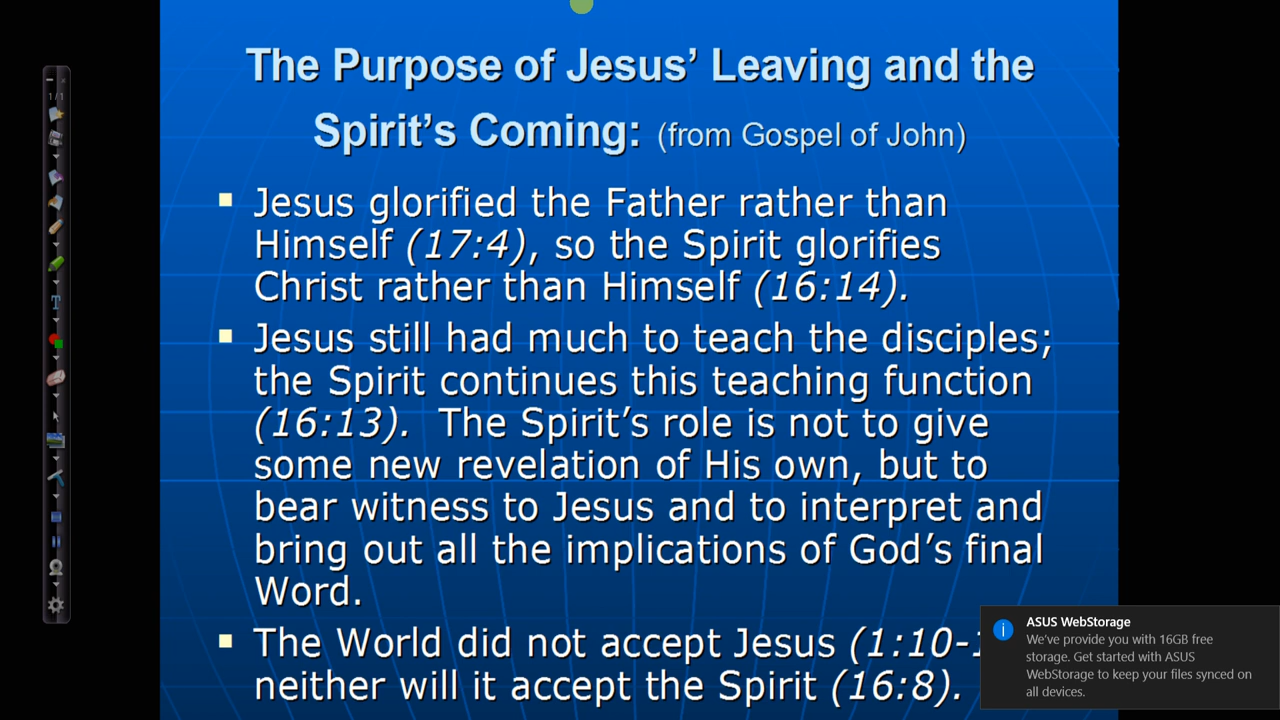 The Purpose of Jesus’ Leaving and the
Spirit’s Coming: (from Gospel of John)
Jesus glorified the Father rather than
Himself (17:4), so the Spirit glorifies
Christ rather than Himself (16:14).
Jesus still had much to teach the disciples;
the Spirit continues this teaching function
(16:13). The Spirit’s role is not to give
some new revelation of His own, but to
bear witness to Jesus and to interpret and
bring out all the implications of God’s final
Word.
The World did not accept Jesus
neither will it accept the Spirit (16:8).
1/1
T
ASUS WebStorage
We've provide you with 16GB free
storage. Get started with ASUS
WebStorage to keep your files synced on
all devices.